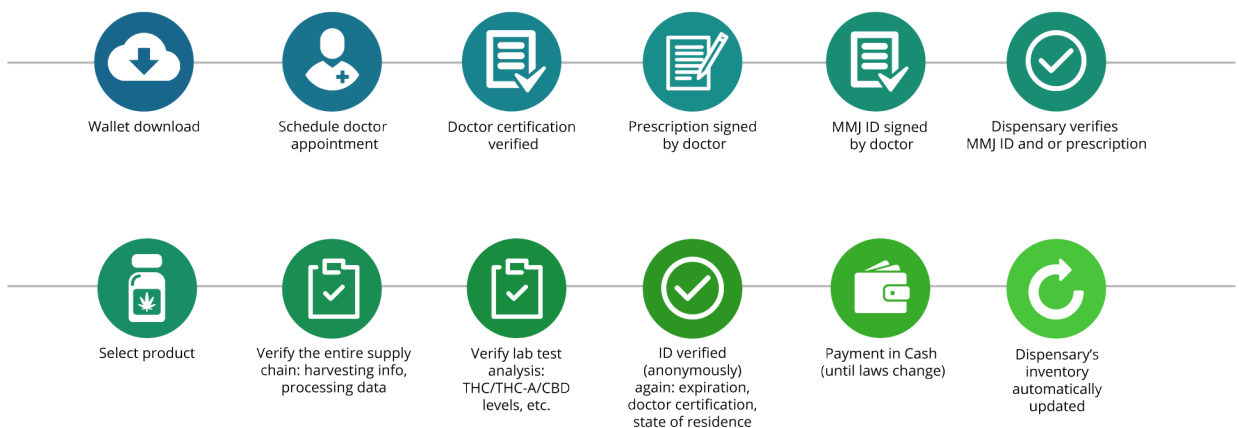 Wallet download
Schedule doctor
appointment
Doctor certification
verified
Prescription signed
by doctor
MMJ ID signed
by doctor
Dispensary verifies
MMJ ID and or prescription
Select product
Verify the entire supply
chain: harvesting info,
processing data
Verify lab test
analysis:
THC/THC-A/CBD
levels, etc.
ID verified
(anonymously)
again: expiration,
doctor certification,
state of residence
Payment in Cash
(until laws change)
Dispensary's
inventory
automatically
updated